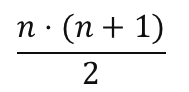 n · (n + 1)
2